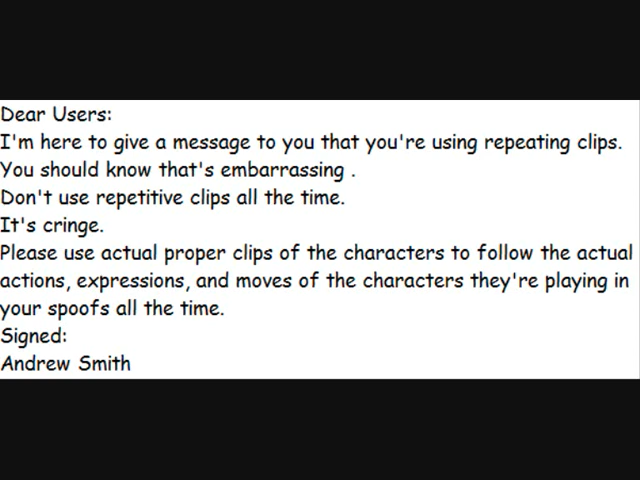 Dear Users:
I'm here to give a message to you that you're using repeating clips.
You should know that's embarrassing .
Don't use repetitive clips all the time.
It's cringe.
Please use actual proper clips of the characters to follow the actual
actions, expressions, and moves of the characters they're playing in
your spoofs all the time.
Signed:
Andrew Smith